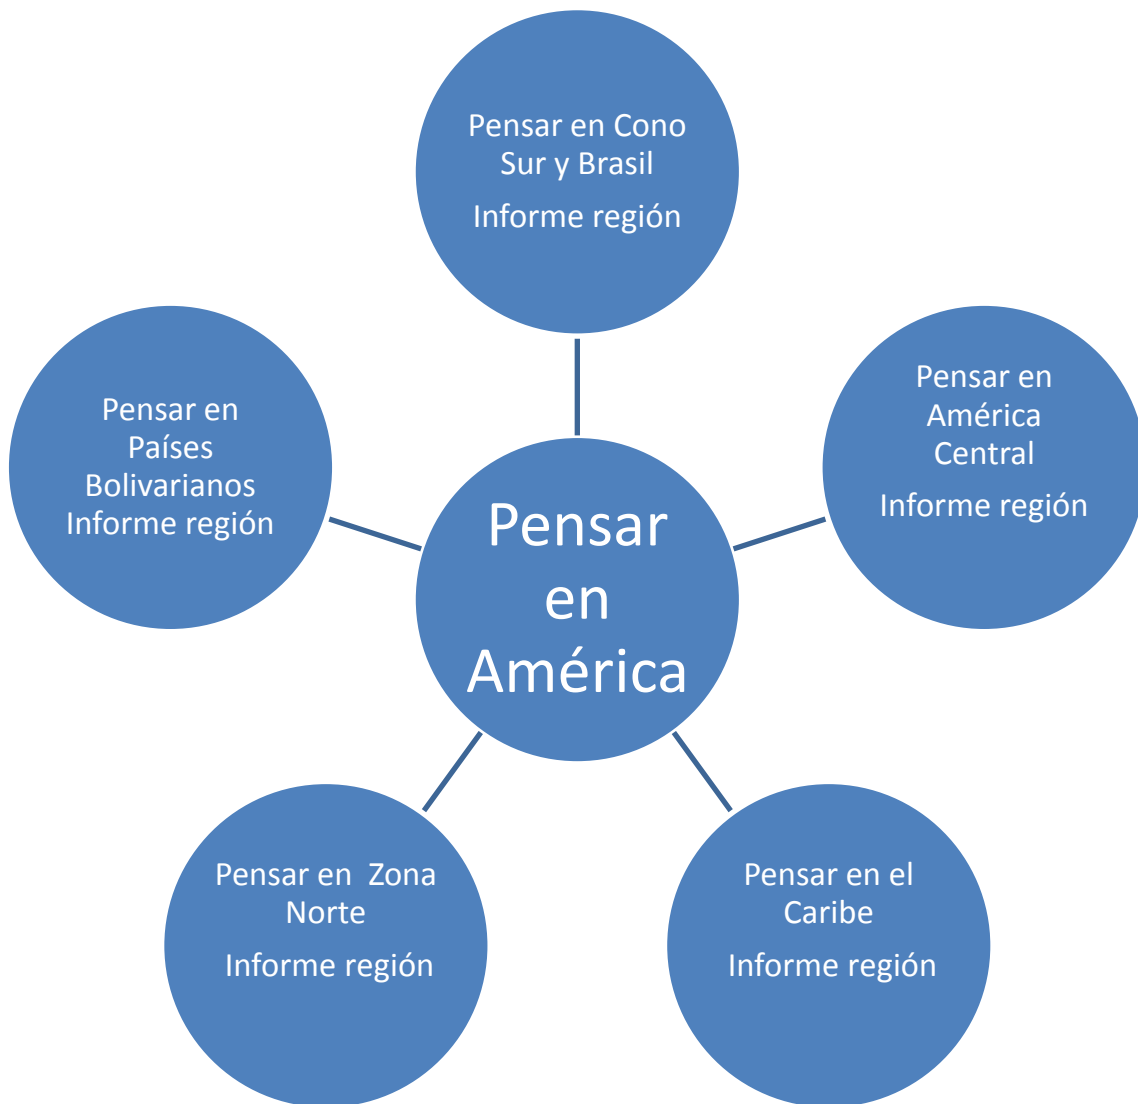 Pensar en Cono
Sur y Brasil
Informe región
Pensar en
América
Central
Informe región
Pensar en el
Caribe
Informe región
Pensar en  Zona
Norte
Informe región
Pensar en
Países
Bolivarianos
Informe región
Pensar
en
América